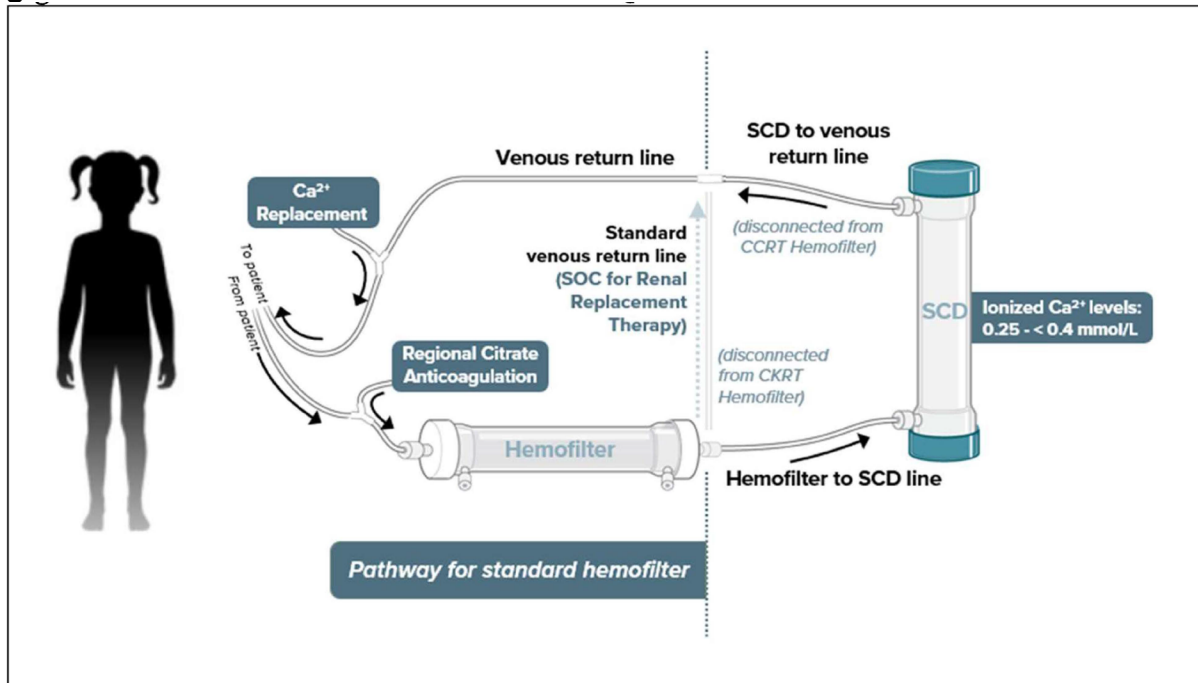 SCD to venous
return line
Venous return line
Ca²⁺
Replacement
(disconnected from
CCRT Hemofilter)
Standard
venous return line
(SOC for Renal
Replacement
Therapy)
To patient
From patient
SCD
Ionized Ca²⁺ levels:
0.25 - < 0.4 mmol/L
Regional Citrate
Anticoagulation
(disconnected
from CKRT
Hemofilter)
Hemofilter
Hemofilter to SCD line
Pathway for standard hemofilter